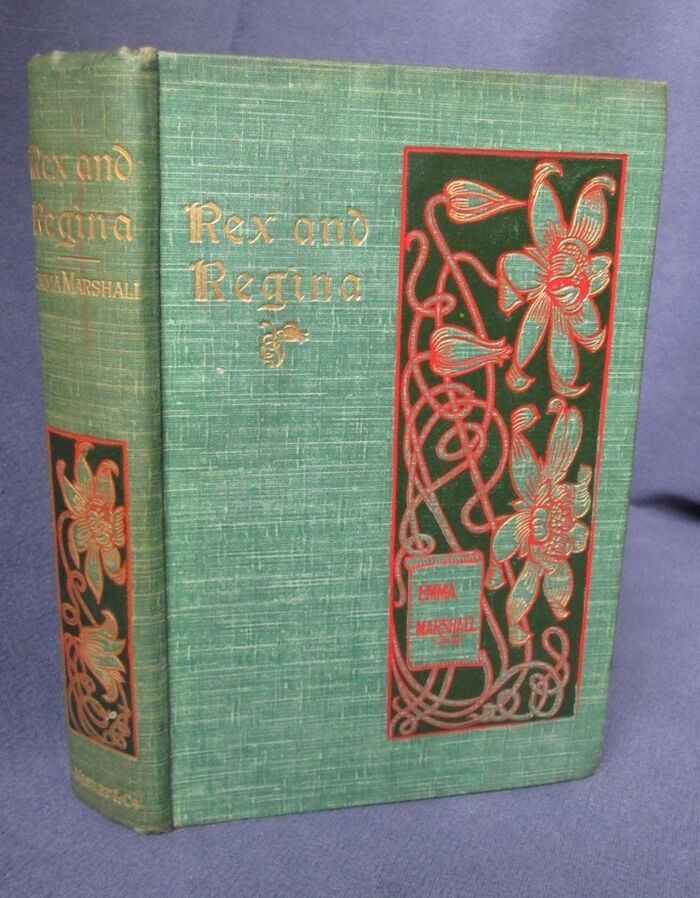 Rex and
Regina
EMMA MARSHALL
Rex and
Regina
EMMA
MARSHALL